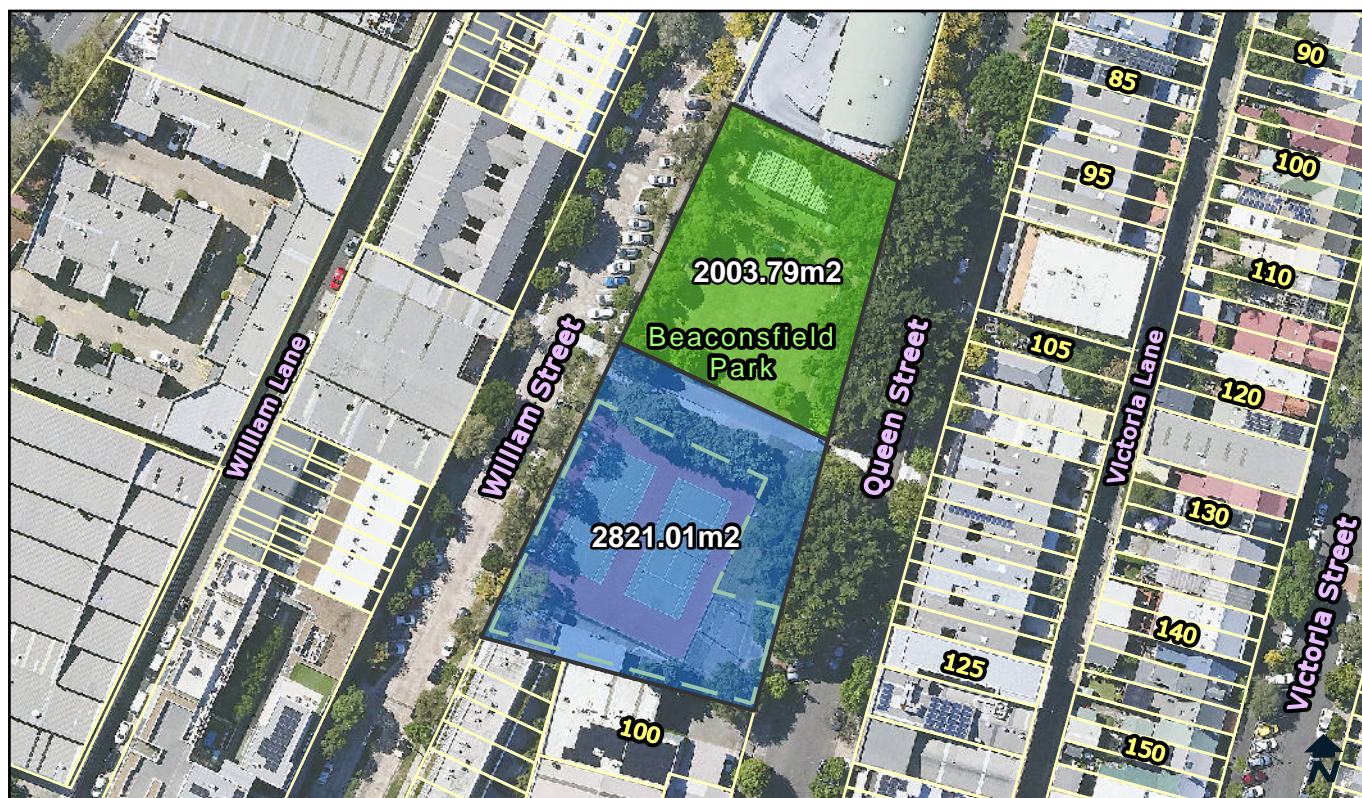 90
85
100
95
2003.79m2
110
Beaconsfield
Park
105
William Lane
William Street
Queen Street
Victoria Lane
120
130
2821.01m2
Victoria Street
140
125
100
150
N